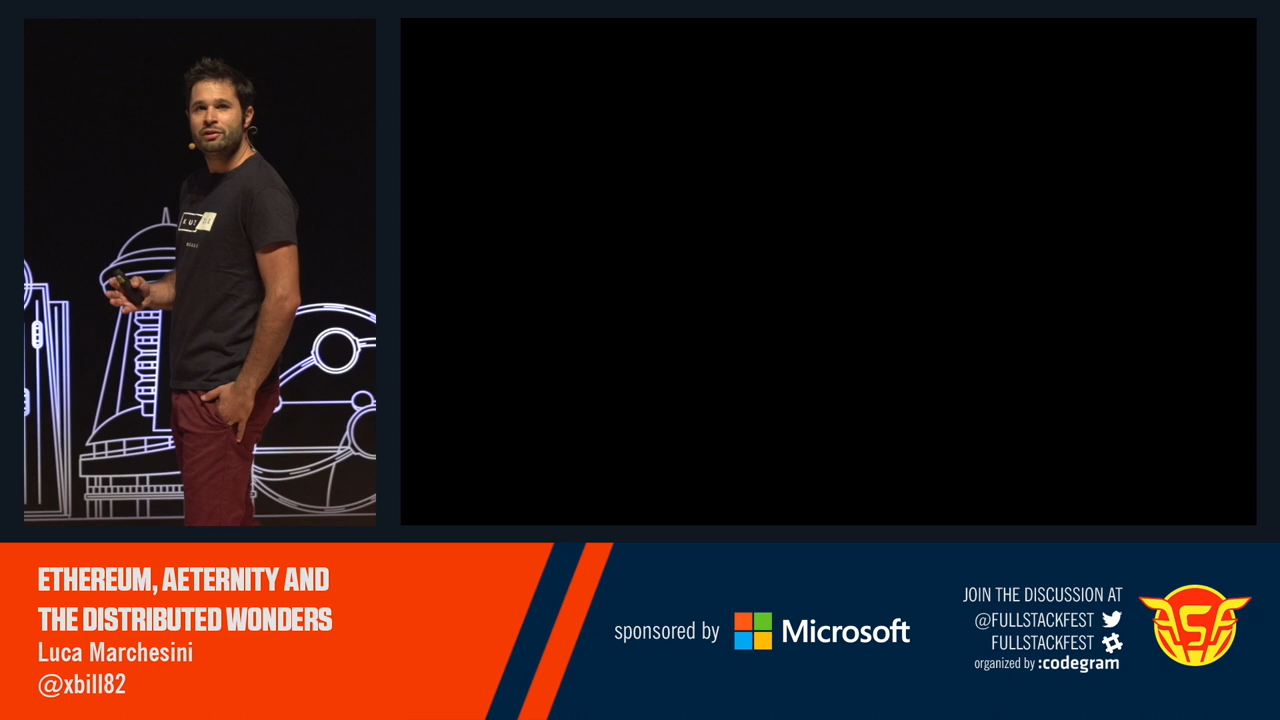 ETHEREUM, AETERNITY AND
THE DISTRIBUTED WONDERS
Luca Marchesini
@xbill82
sponsored by Microsoft
JOIN THE DISCUSSION AT
@FULLSTACKFEST
FULLSTACKFEST
organized by :codegram
FSF